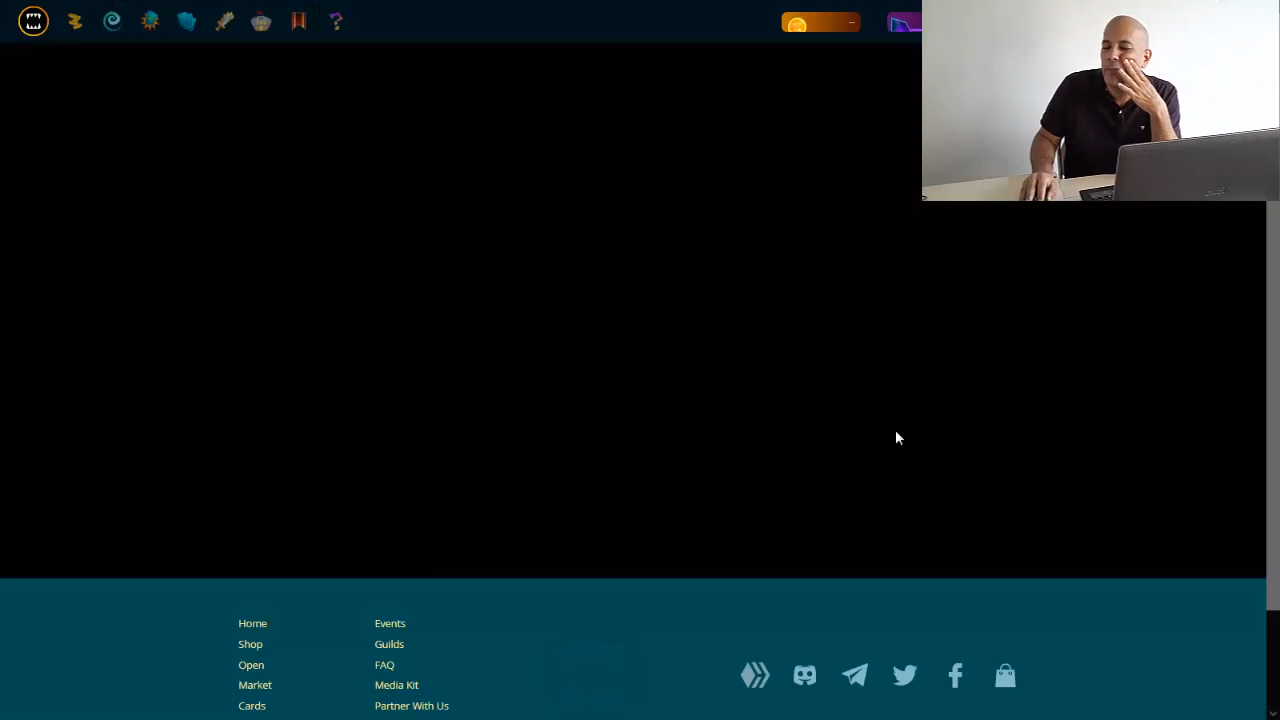 Home
Events
Shop
Guilds
Open
FAQ
Market
Media Kit
Cards
Partner With Us